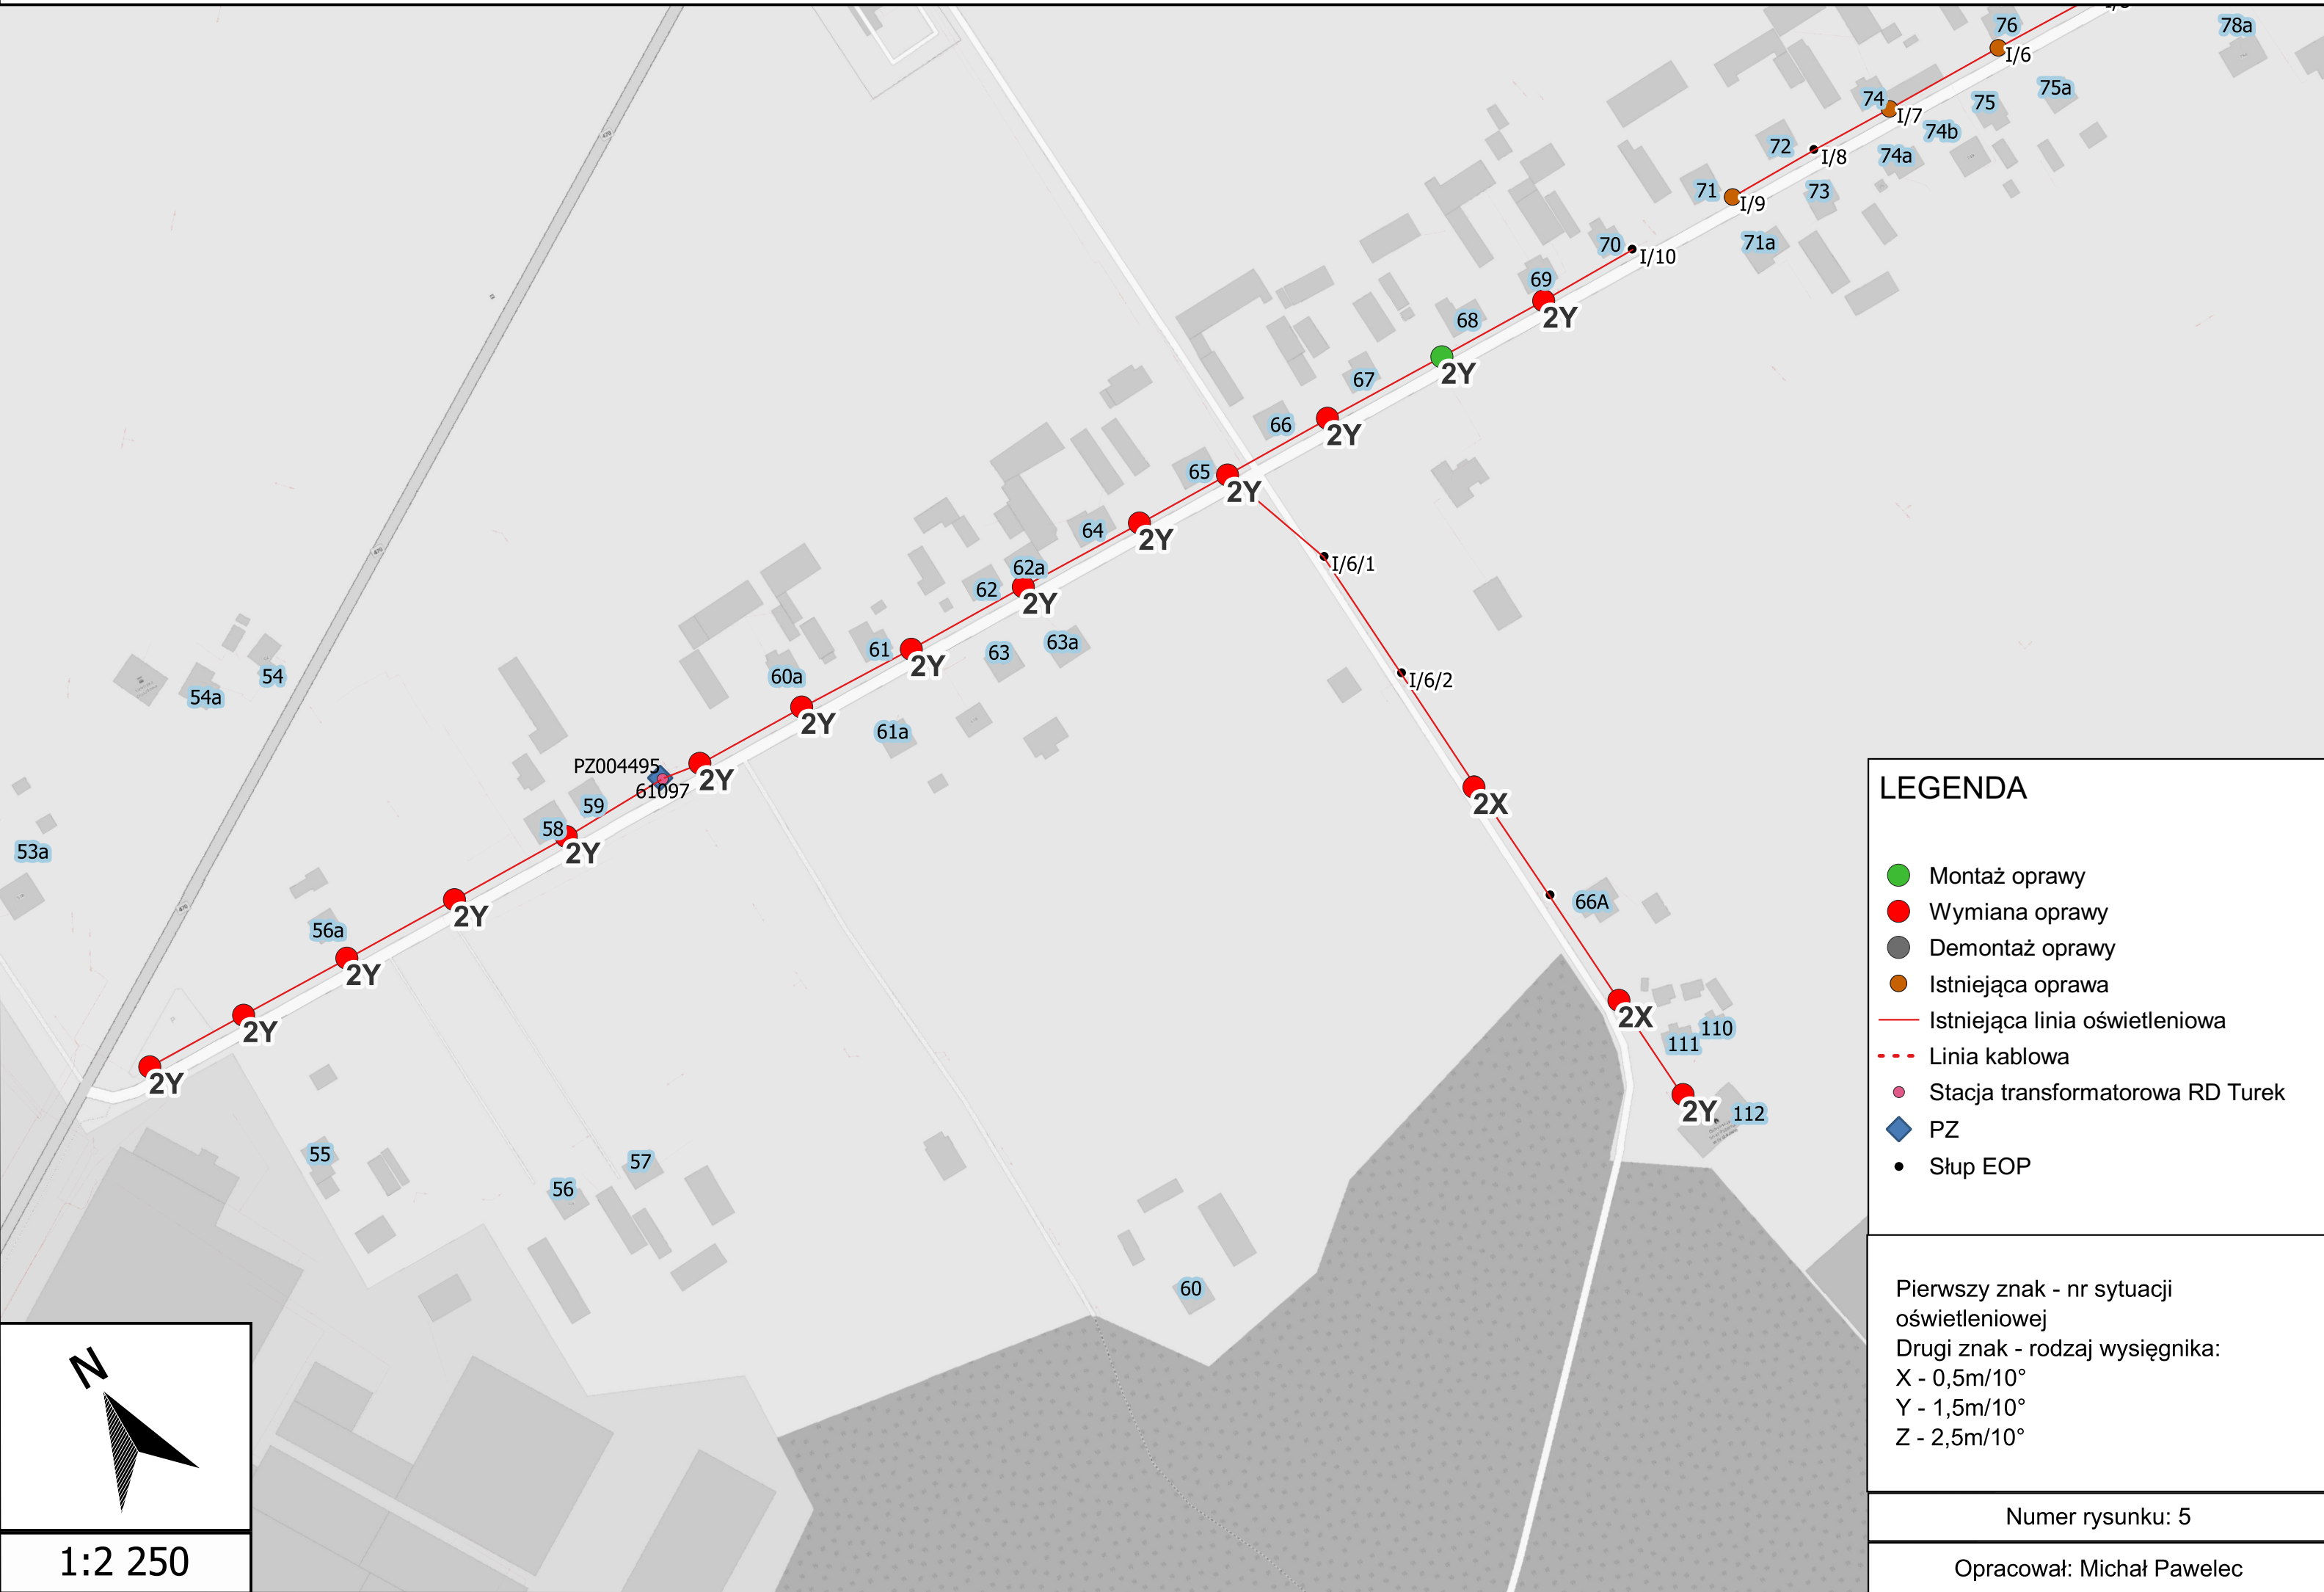 76
78a
I/6
75a
74
75
I/7
74b
72
I/8
74a
71
73
I/9
70
71a
I/10
69
2Y
68
2Y
67
66
2Y
65
2Y
64
2Y
I/6/1
62a
62
2Y
61
63
63a
2Y
54
54a
60a
I/6/2
2Y
61a
PZ004495
61097
2Y
59
2X
58
2Y
53a
66A
2Y
56a
2Y
2X
2Y
110
111
2Y
2Y
112
55
57
56
60
N
1:2 250
LEGENDA
Montaż oprawy
Wymiana oprawy
Demontaż oprawy
Istniejąca oprawa
Istniejąca linia oświetleniowa
Linia kablowa
Stacja transformatorowa RD Turek
PZ
Słup EOP
Pierwszy znak - nr sytuacji
oświetleniowej
Drugi znak - rodzaj wysięgnika:
X - 0,5m/10°
Y - 1,5m/10°
Z - 2,5m/10°
Numer rysunku: 5
Opracował: Michał Pawelec